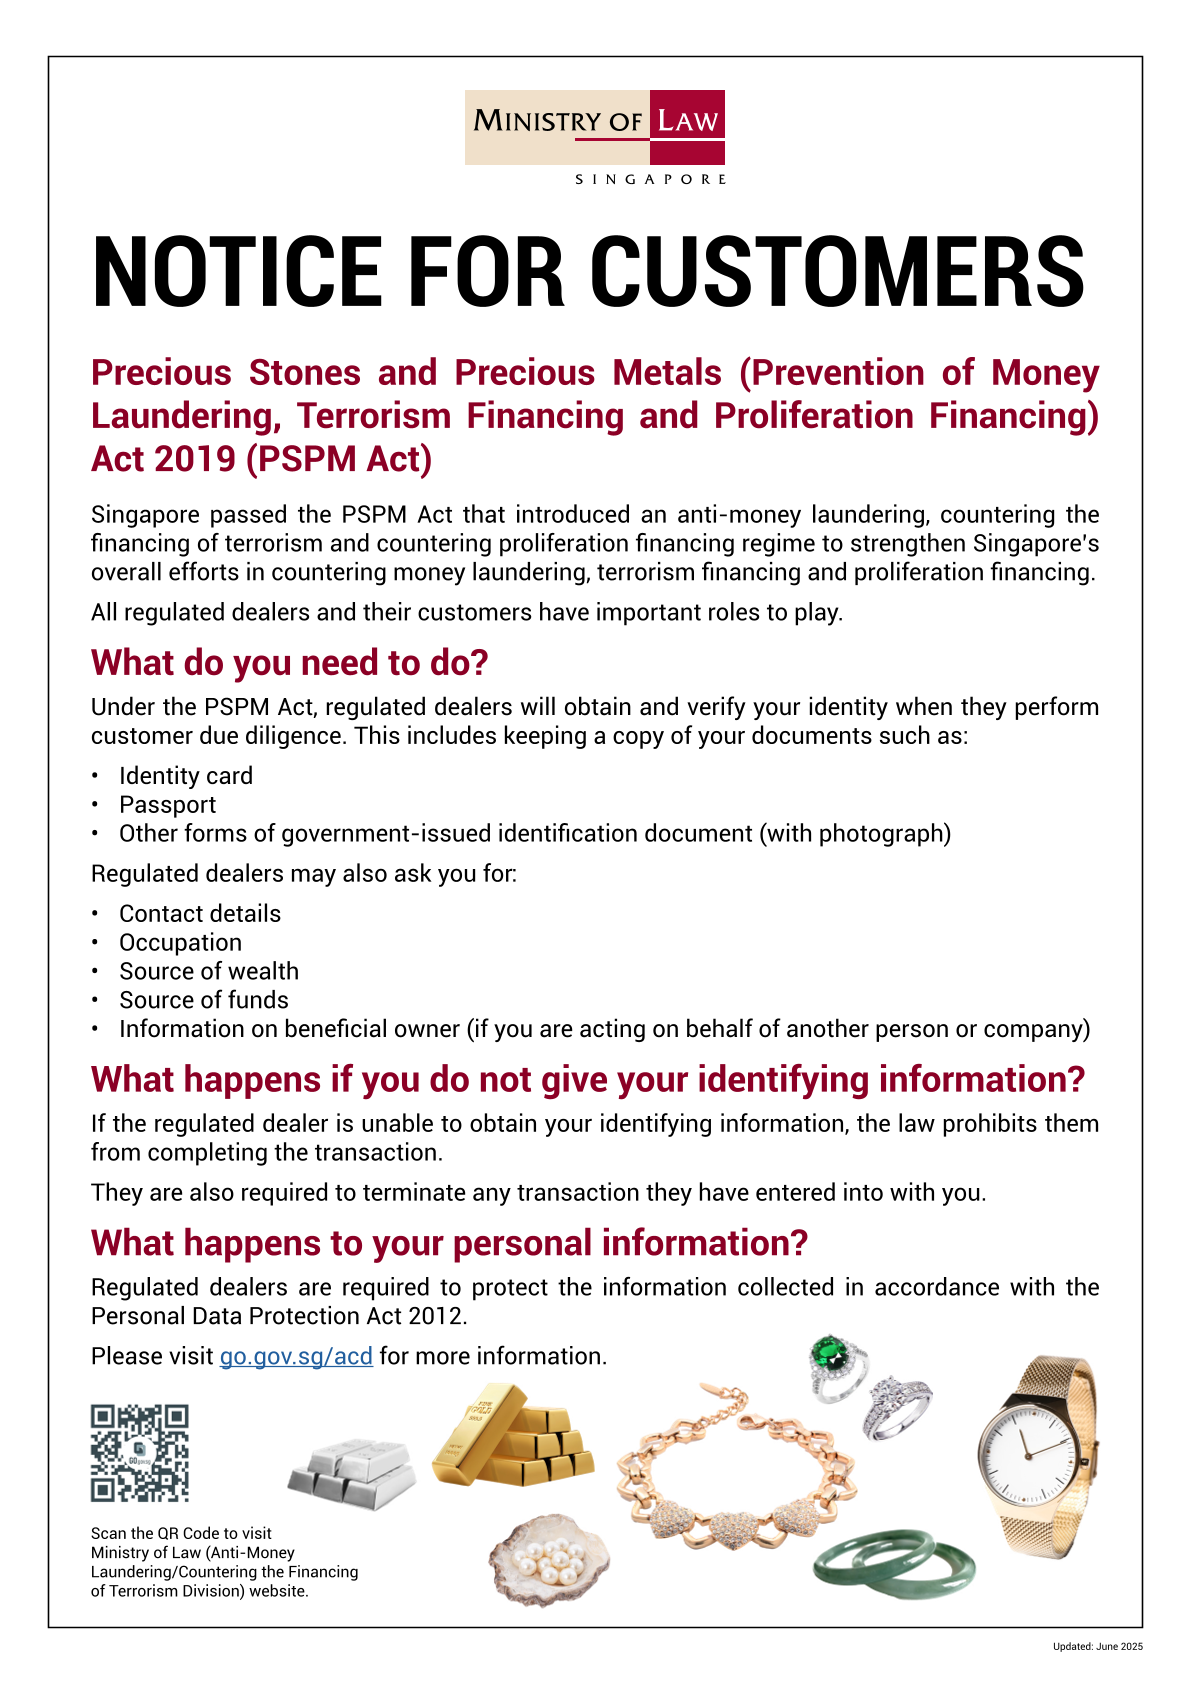 MINISTRY OF LAW
SINGAPORE
NOTICE FOR CUSTOMERS
Precious Stones and Precious Metals (Prevention of Money
Laundering, Terrorism Financing and Proliferation Financing)
Act 2019 (PSPM Act)
Singapore passed the PSPM Act that introduced an anti-money laundering, countering the
financing of terrorism and countering proliferation financing regime to strengthen Singapore's
overall efforts in countering money laundering, terrorism financing and proliferation financing.
All regulated dealers and their customers have important roles to play.
What do you need to do?
Under the PSPM Act, regulated dealers will obtain and verify your identity when they perform
customer due diligence. This includes keeping a copy of your documents such as:
• Identity card
• Passport
• Other forms of government-issued identification document (with photograph)
Regulated dealers may also ask you for:
• Contact details
• Occupation
• Source of wealth
• Source of funds
• Information on beneficial owner (if you are acting on behalf of another person or company)
What happens if you do not give your identifying information?
If the regulated dealer is unable to obtain your identifying information, the law prohibits them
from completing the transaction.
They are also required to terminate any transaction they have entered into with you.
What happens to your personal information?
Regulated dealers are required to protect the information collected in accordance with the
Personal Data Protection Act 2012.
Please visit go.gov.sg/acd for more information.
GO gov.sg
Scan the QR Code to visit
Ministry of Law (Anti-Money
Laundering/Countering the Financing
of Terrorism Division) website.
Updated: June 2025